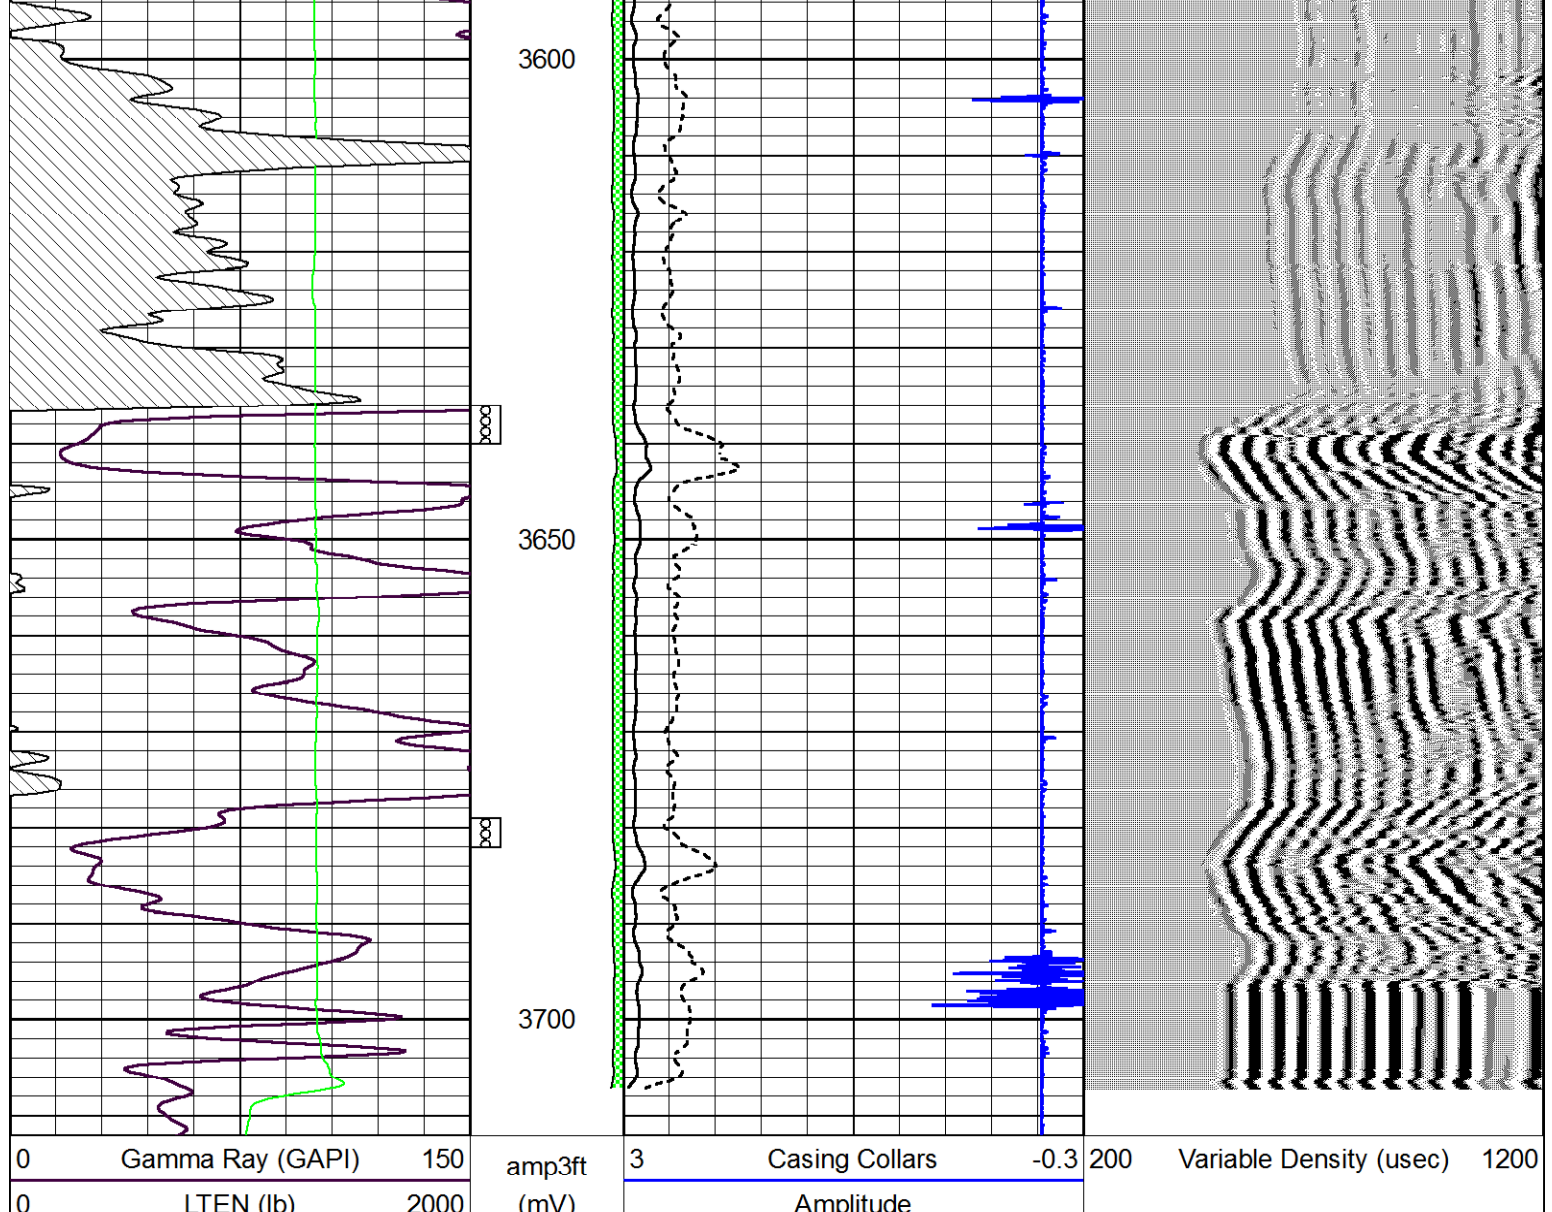 3600
3650
3700
0 Gamma Ray (GAPI) 150
0 LTEN (lb) 2000
amp3ft
(mV)
3 Casing Collars -0.3
Amplitude
200 Variable Density (usec) 1200